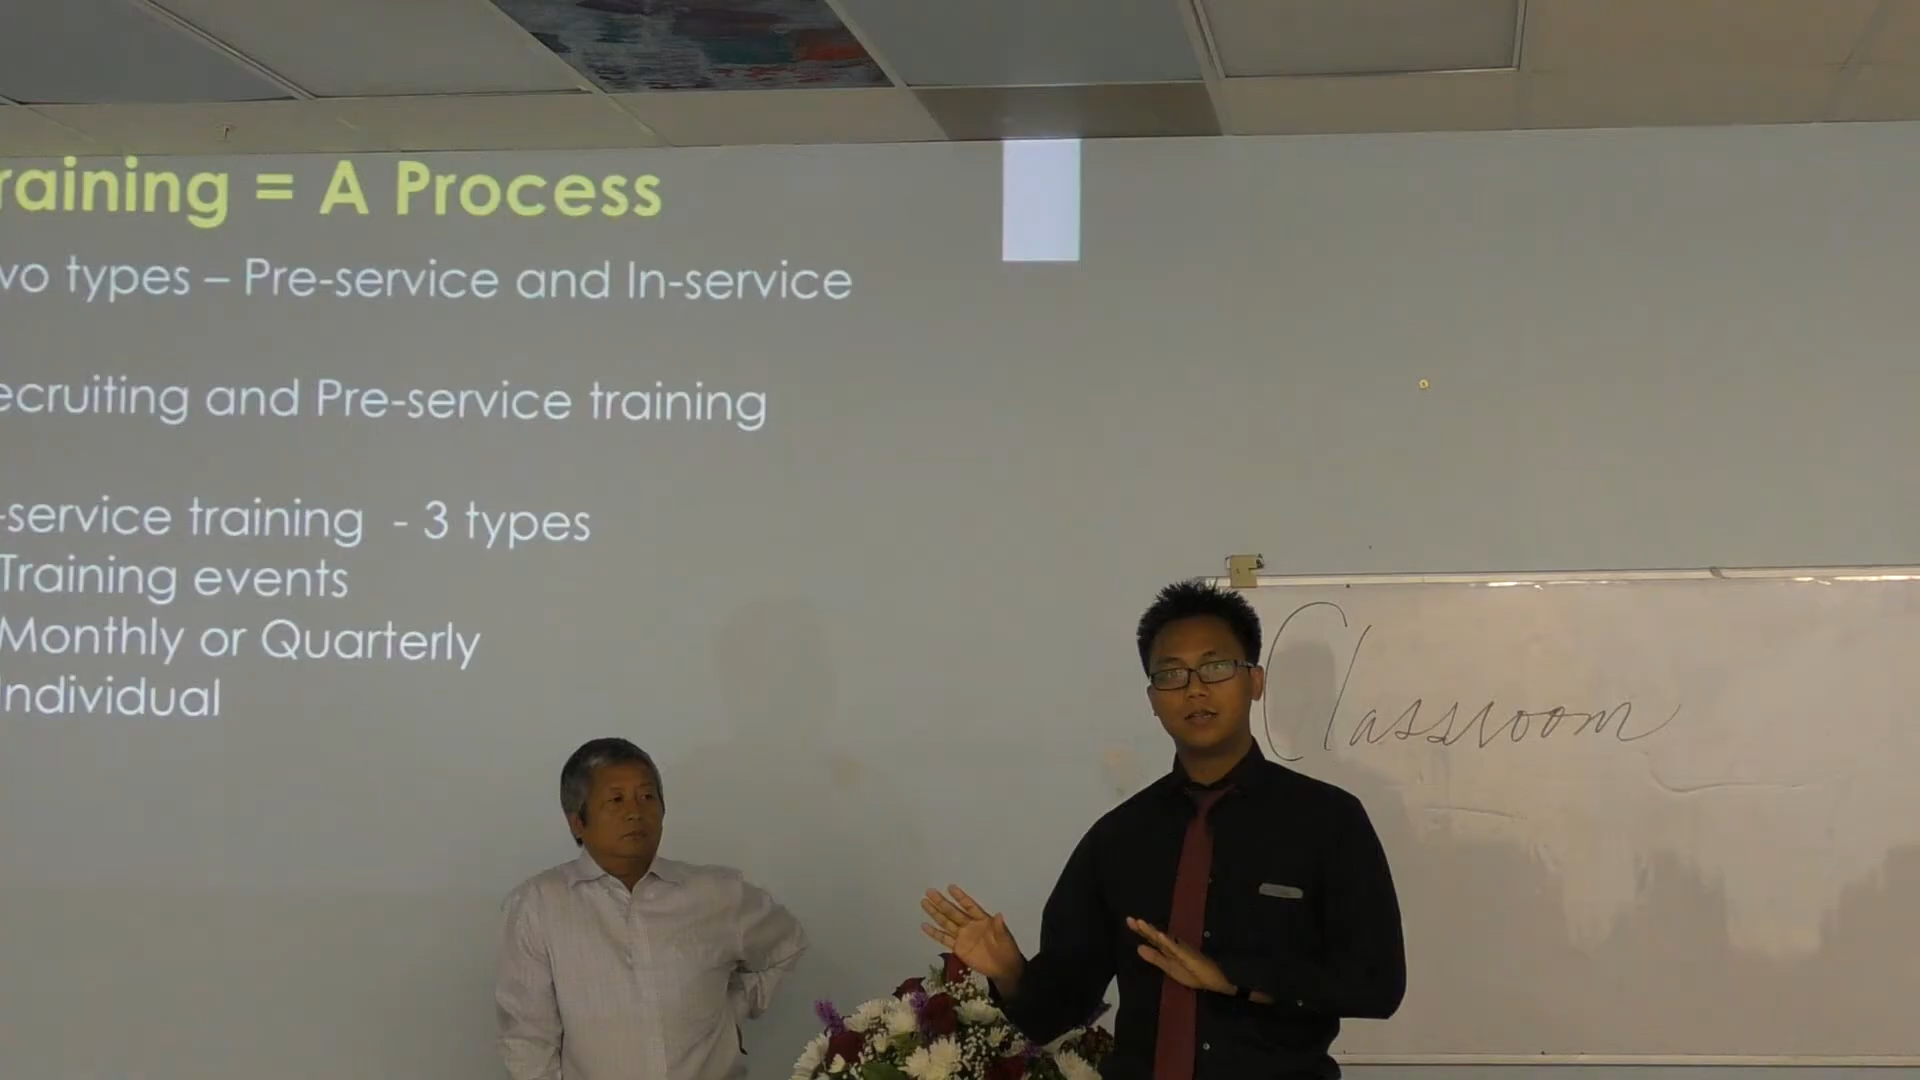 raining = A Process
wo types – Pre-service and In-service
ecruiting and Pre-service training
-service training - 3 types
Training events
Monthly or Quarterly
Individual
Classroom